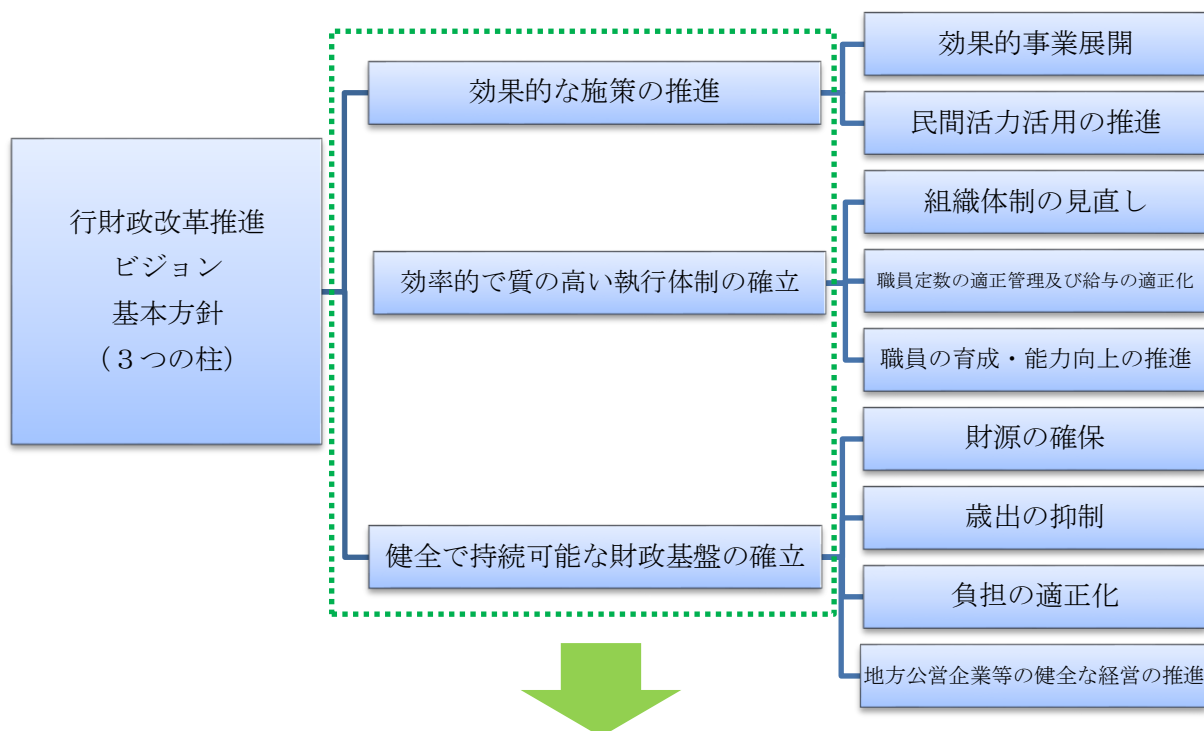 行財政改革推進
ビジョン
基本方針
（３つの柱）
効果的な施策の推進
効果的事業展開
民間活力活用の推進
効率的で質の高い執行体制の確立
組織体制の見直し
職員定数の適正管理及び給与の適正化
職員の育成・能力向上の推進
健全で持続可能な財政基盤の確立
財源の確保
歳出の抑制
負担の適正化
地方公営企業等の健全な経営の推進